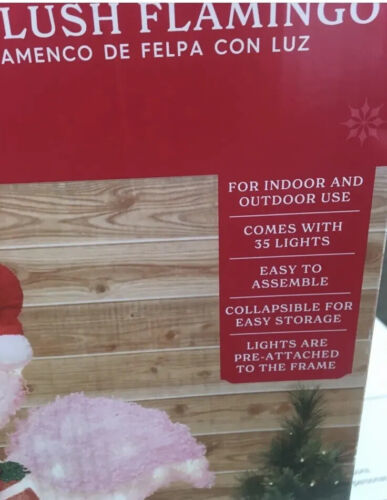 LUSH FLAMINGO
AMENCO DE FELPA CON LUZ
FOR INDOOR AND
OUTDOOR USE
COMES WITH
35 LIGHTS
EASY TO
ASSEMBLE
COLLAPSIBLE FOR
EASY STORAGE
LIGHTS ARE
PRE-ATTACHED
TO THE FRAME